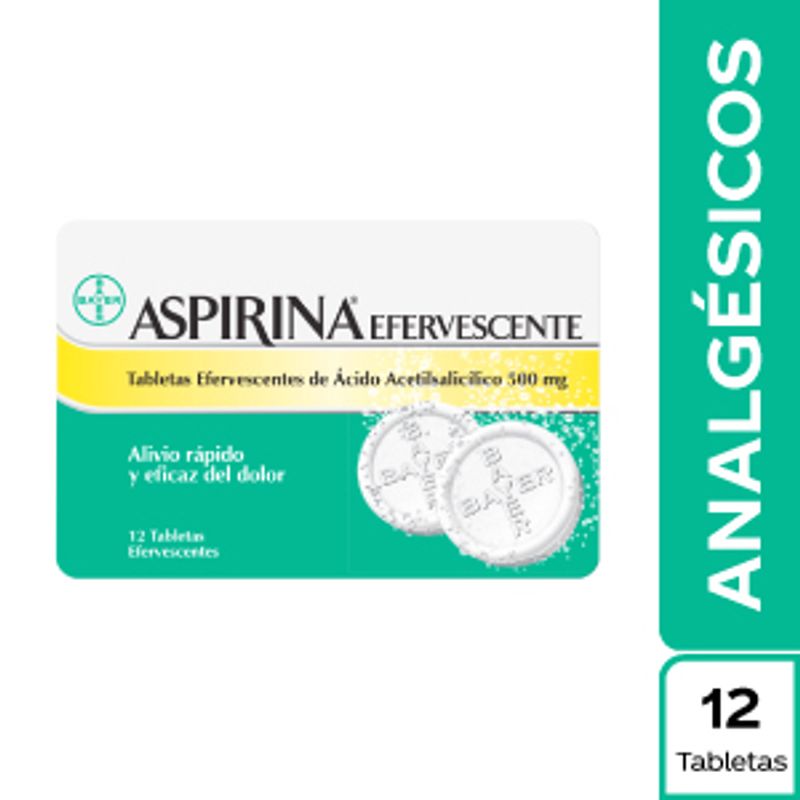 BAYER
ASPIRINA® EFERVESCENTE
Tabletas Efervescentes de Ácido Acetilsalicílico 500 mg
Alivio rápido
y eficaz del dolor
12 Tabletas
Efervescentes
BAYER
BAYER
ANALGÉSICOS
12
Tabletas